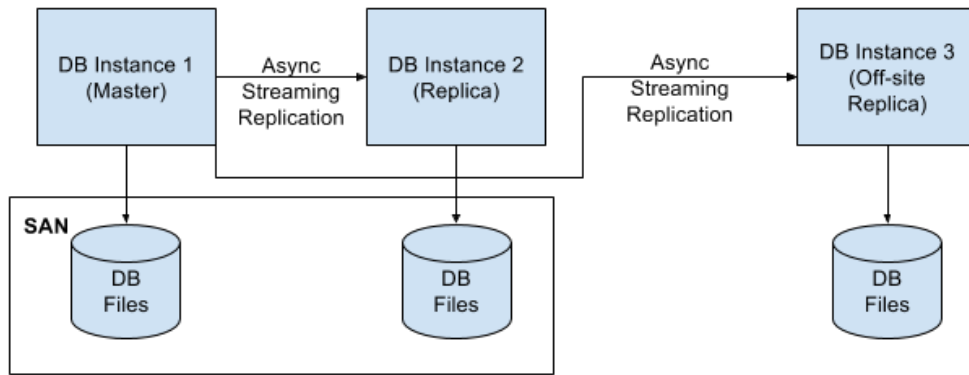 DB Instance 1
(Master)
Async
Streaming
Replication
DB Instance 2
(Replica)
Async
Streaming
Replication
DB Instance 3
(Off-site
Replica)
SAN
DB
Files
DB
Files
DB
Files